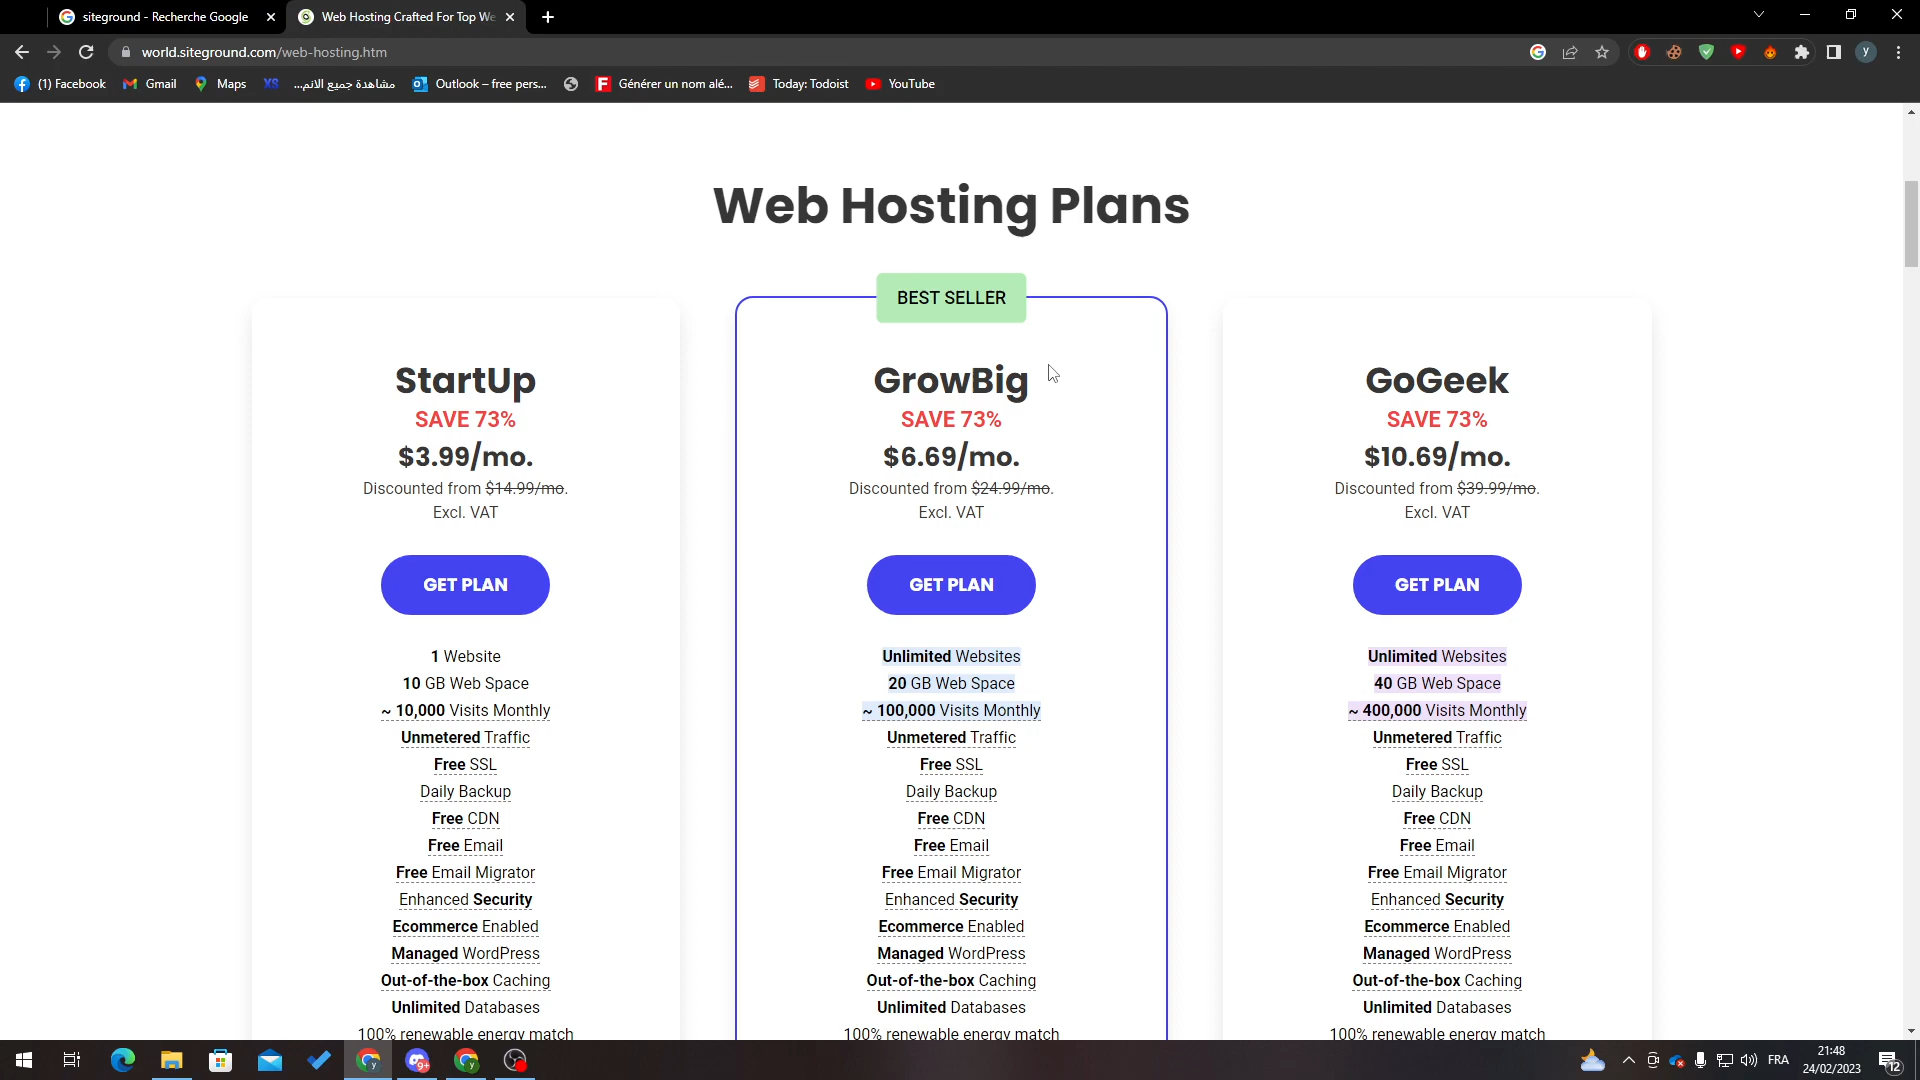 siteground - Recherche Google
Web Hosting Crafted For Top We
world.siteground.com/web-hosting.htm
y
(1) Facebook
Gmail
Maps
XS
مشاهدة جميع الانم...
Outlook – free pers...
Générer un nom alé...
Today: Todoist
YouTube
Web Hosting Plans
BEST SELLER
StartUp
SAVE 73%
$3.99/mo.
Discounted from $14.99/mo.
Excl. VAT
GET PLAN
1 Website
10 GB Web Space
~ 10,000 Visits Monthly
Unmetered Traffic
Free SSL
Daily Backup
Free CDN
Free Email
Free Email Migrator
Enhanced Security
Ecommerce Enabled
Managed WordPress
Out-of-the-box Caching
Unlimited Databases
100% renewable energy match
GrowBig
SAVE 73%
$6.69/mo.
Discounted from $24.99/mo.
Excl. VAT
GET PLAN
Unlimited Websites
20 GB Web Space
~ 100,000 Visits Monthly
Unmetered Traffic
Free SSL
Daily Backup
Free CDN
Free Email
Free Email Migrator
Enhanced Security
Ecommerce Enabled
Managed WordPress
Out-of-the-box Caching
Unlimited Databases
100% renewable energy match
GoGeek
SAVE 73%
$10.69/mo.
Discounted from $39.99/mo.
Excl. VAT
GET PLAN
Unlimited Websites
40 GB Web Space
~ 400,000 Visits Monthly
Unmetered Traffic
Free SSL
Daily Backup
Free CDN
Free Email
Free Email Migrator
Enhanced Security
Ecommerce Enabled
Managed WordPress
Out-of-the-box Caching
Unlimited Databases
100% renewable energy match
9+
FRA
21:48
24/02/2023
12